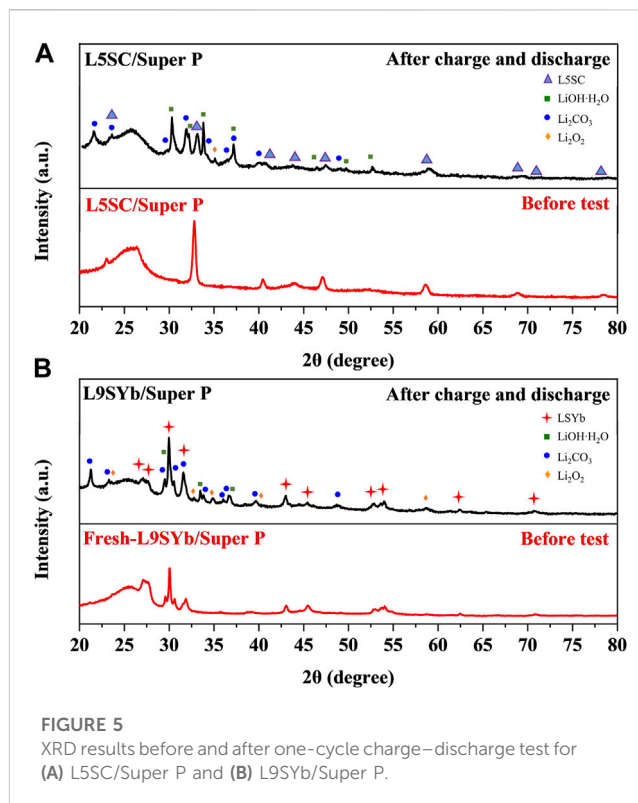 A
L5SC/Super P
After charge and discharge
L5SC
LiOH·H₂O
Li₂CO₃
Li₂O₂
L5SC/Super P
Before test
Intensity (a.u.)
20 25 30 35 40 45 50 55 60 65 70 75 80
2θ (degree)
B
L9SYb/Super P
After charge and discharge
LSYb
LiOH·H₂O
Li₂CO₃
Li₂O₂
Fresh-L9SYb/Super P
Before test
Intensity (a.u.)
20 25 30 35 40 45 50 55 60 65 70 75 80
2θ (degree)
FIGURE 5
XRD results before and after one-cycle charge–discharge test for
(A) L5SC/Super P and (B) L9SYb/Super P.